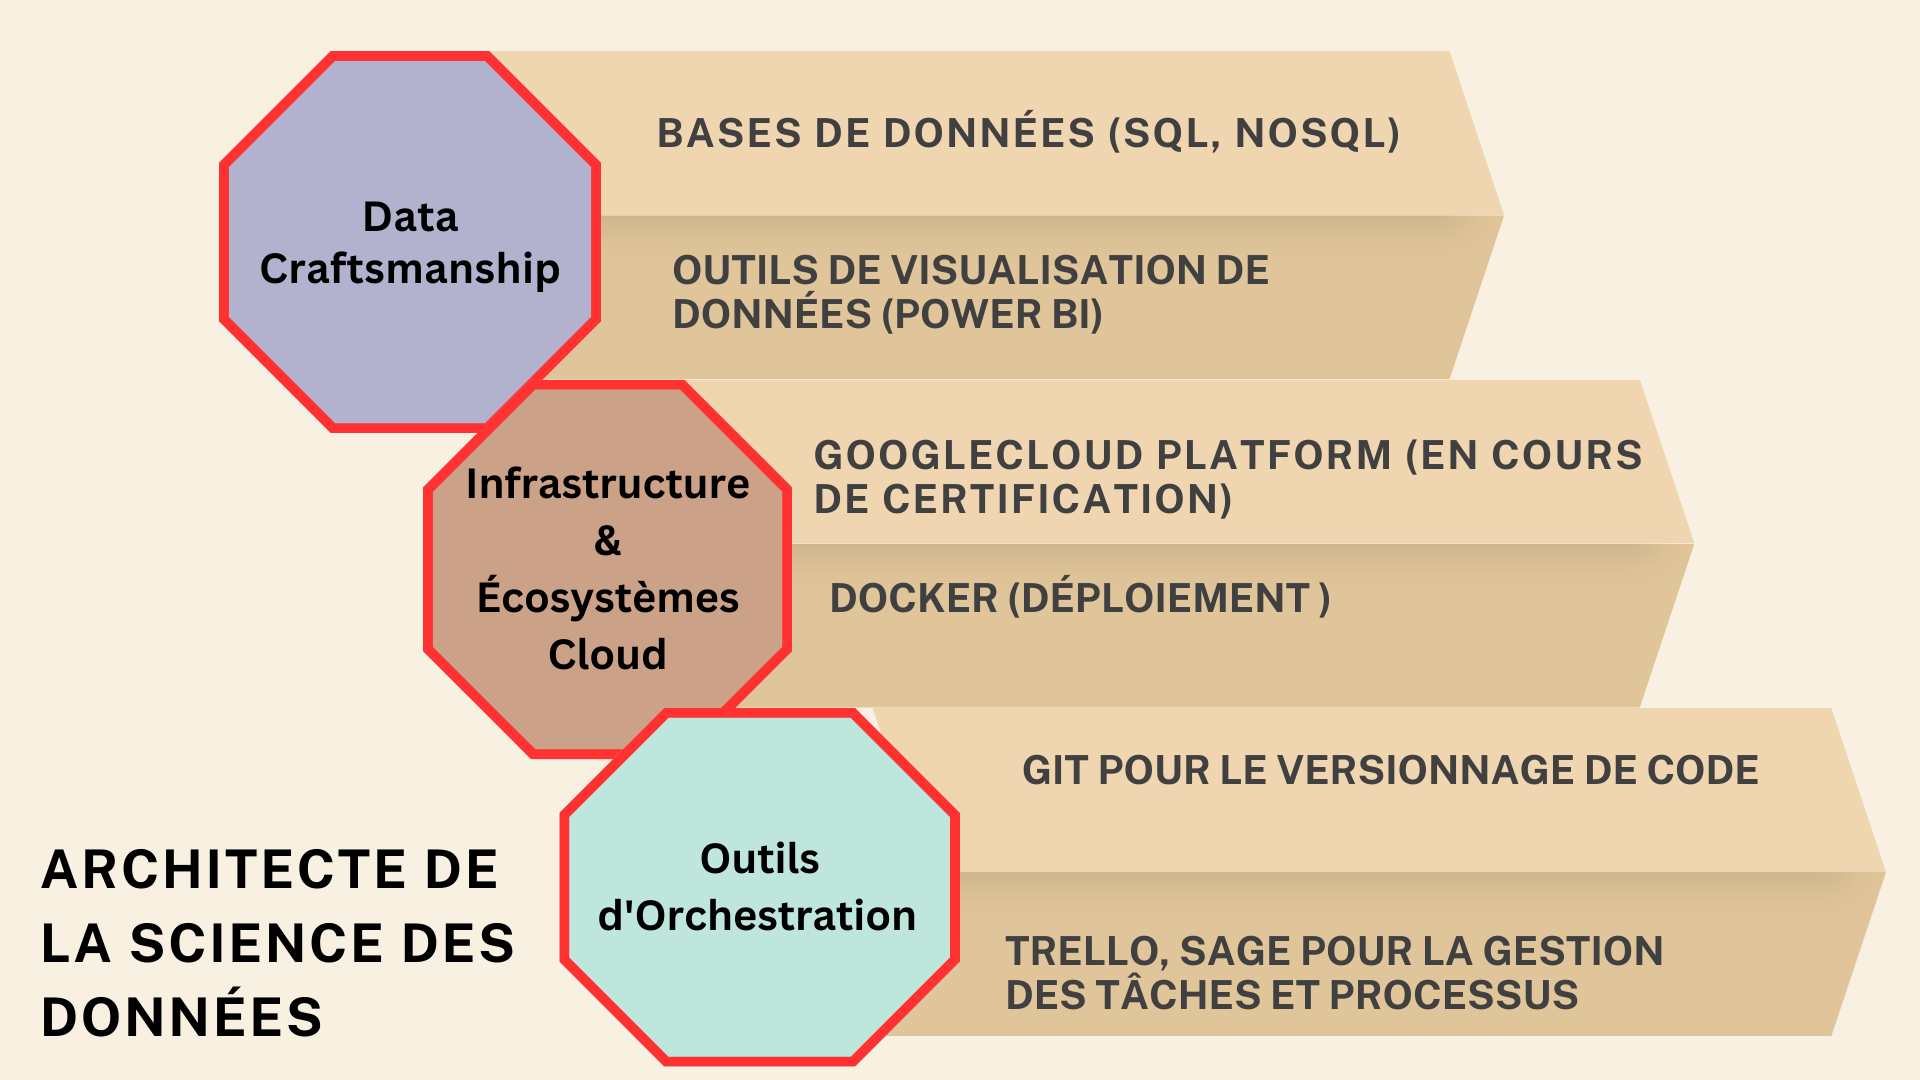 Data
Craftsmanship
BASES DE DONNÉES (SQL, NOSQL)
OUTILS DE VISUALISATION DE
DONNÉES (POWER BI)
Infrastructure
&
Écosystèmes
Cloud
GOOGLECLOUD PLATFORM (EN COURS
DE CERTIFICATION)
DOCKER (DÉPLOIEMENT )
Outils
d'Orchestration
GIT POUR LE VERSIONNAGE DE CODE
TRELLO, SAGE POUR LA GESTION
DES TÂCHES ET PROCESSUS
ARCHITECTE DE
LA SCIENCE DES
DONNÉES